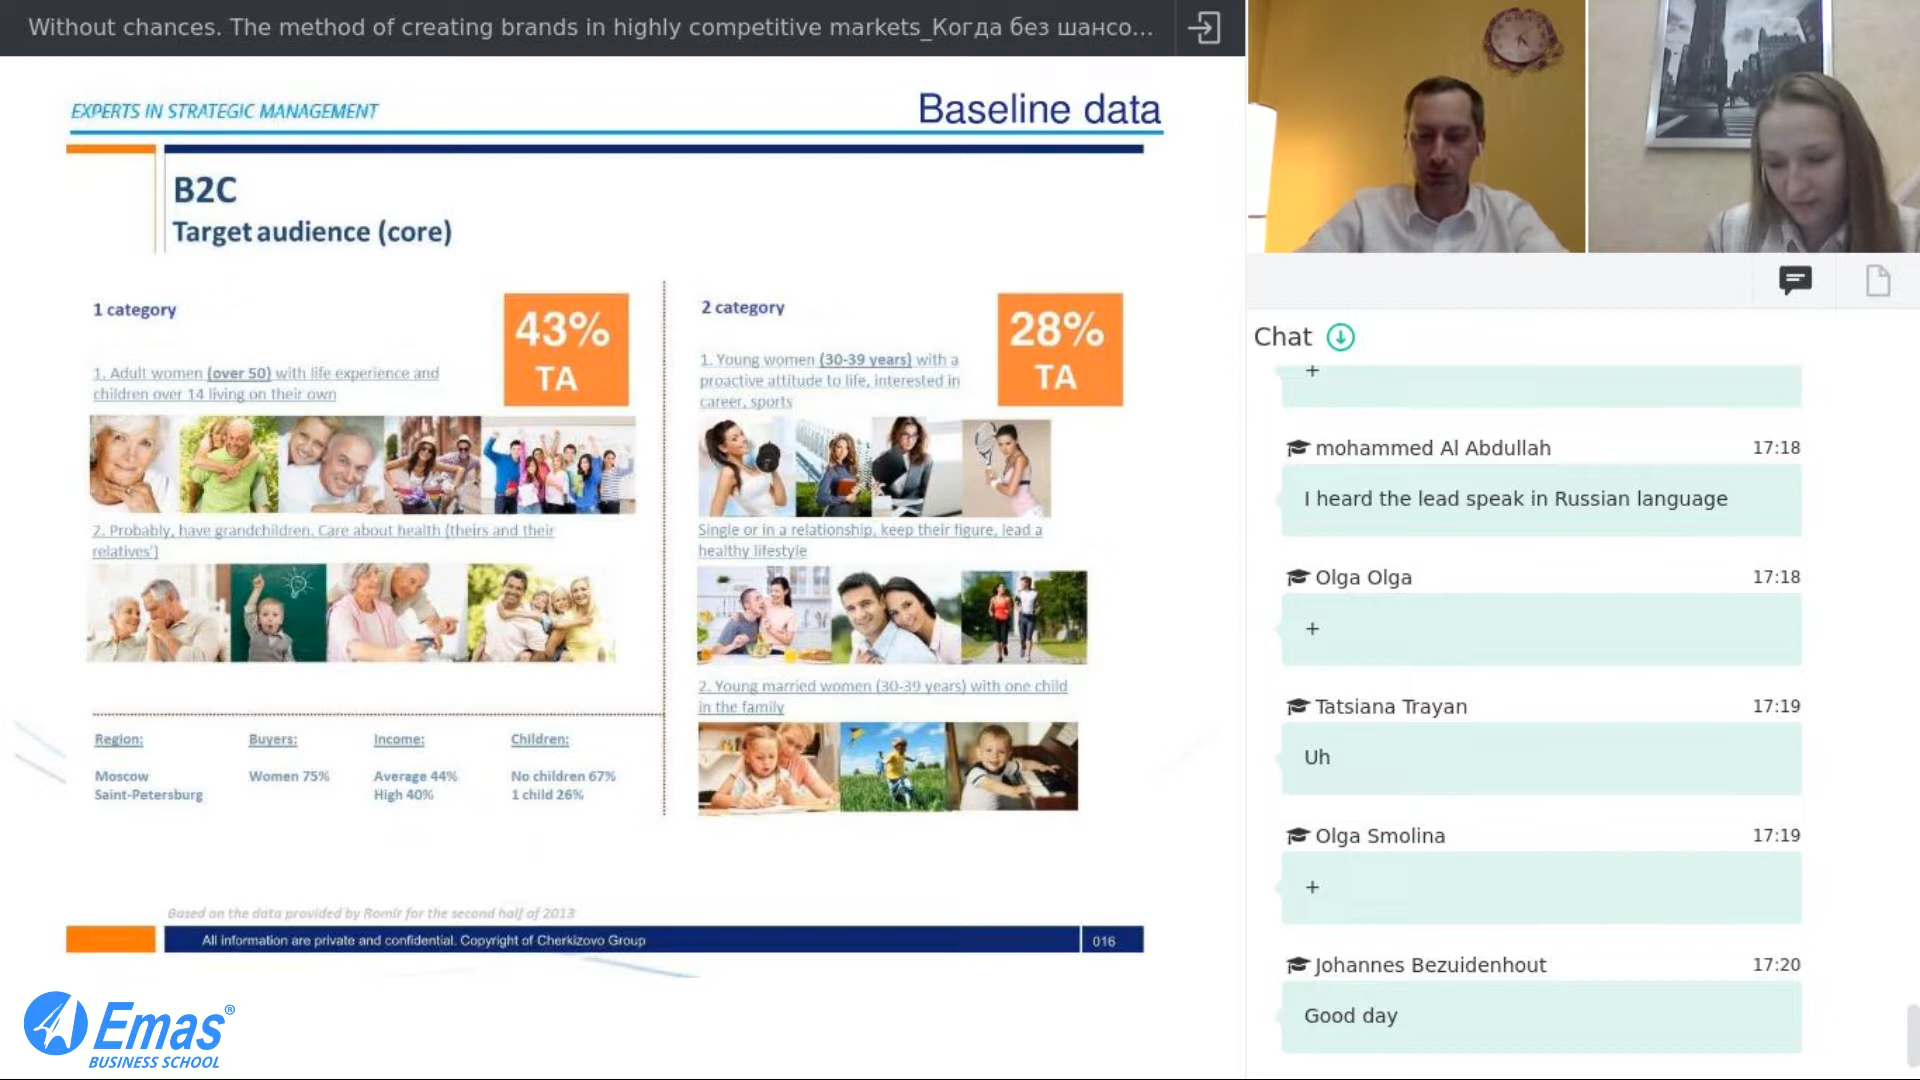 Without chances. The method of creating brands in highly competitive markets_Когда без шансо...
EXPERTS IN STRATEGIC MANAGEMENT
Baseline data
B2C
Target audience (core)
1 category
43%
TA
1. Adult women (over 50) with life experience and
children over 14 living on their own
2. Probably, have grandchildren. Care about health (theirs and their
relatives')
Region:
Moscow
Saint-Petersburg
Buyers:
Women 75%
Income:
Average 44%
High 40%
Children:
No children 67%
1 child 26%
2 category
28%
TA
1. Young women (30-39 years) with a
proactive attitude to life, interested in
career, sports
Single or in a relationship, keep their figure, lead a
healthy lifestyle
2. Young married women (30-39 years) with one child
in the family
Based on the data provided by Romir for the second half of 2013
All information are private and confidential. Copyright of Cherkizovo Group
016
Emas®
BUSINESS SCHOOL
Chat
+
mohammed Al Abdullah 17:18
I heard the lead speak in Russian language
Olga Olga 17:18
+
Tatsiana Trayan 17:19
Uh
Olga Smolina 17:19
+
Johannes Bezuidenhout 17:20
Good day